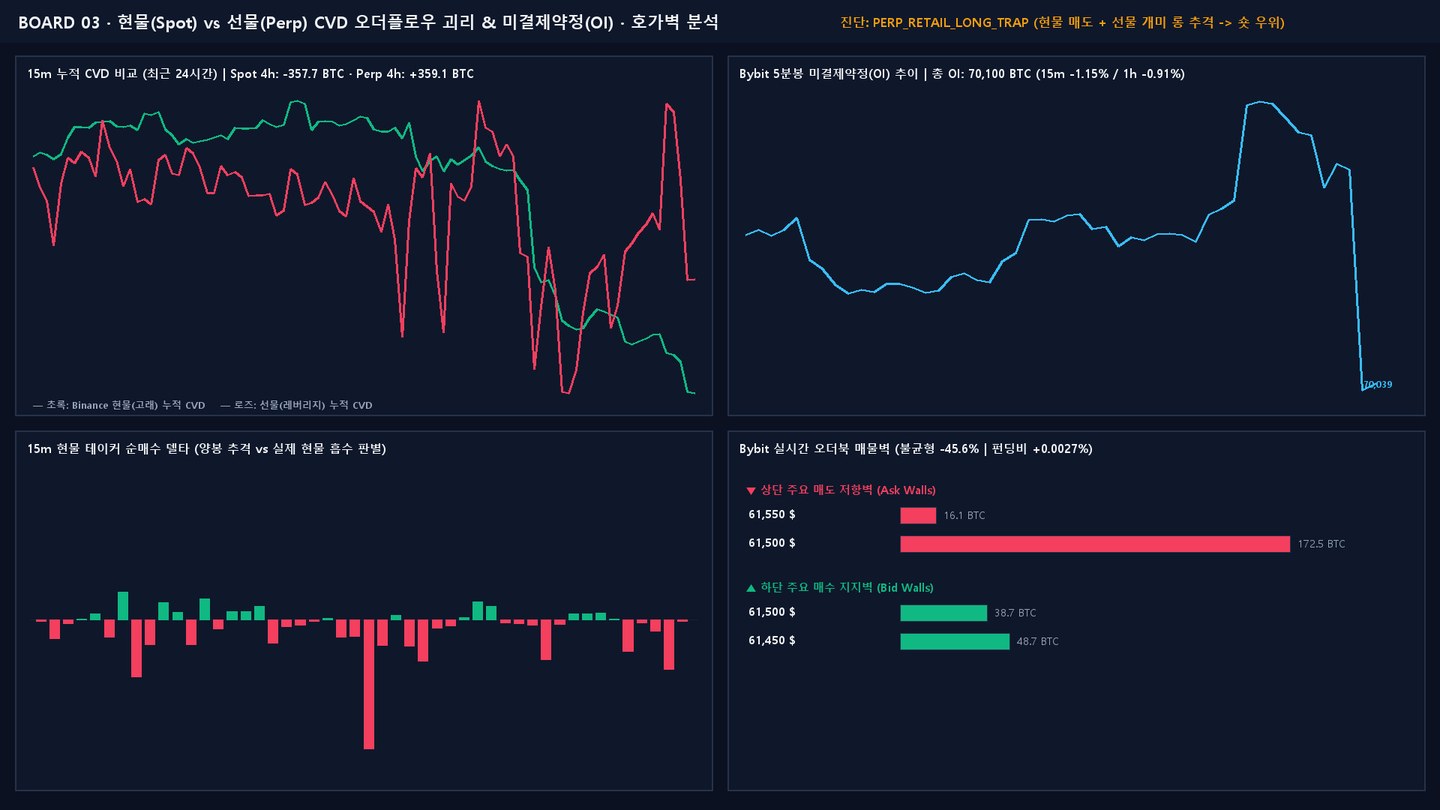 BOARD 03 · 현물(Spot) vs 선물(Perp) CVD 오더플로우 괴리 & 미결제약정(OI) · 호가벽 분석
진단: PERP_RETAIL_LONG_TRAP (현물 매도 + 선물 개미 롱 추격 -> 숏 우위)
15m 누적 CVD 비교 (최근 24시간) | Spot 4h: -357.7 BTC · Perp 4h: +359.1 BTC
— 초록: Binance 현물(고래) 누적 CVD — 로즈: 선물(레버리지) 누적 CVD
Bybit 5분봉 미결제약정(OI) 추이 | 총 OI: 70,100 BTC (15m -1.15% / 1h -0.91%)
70,039
15m 현물 테이커 순매수 델타 (양봉 추격 vs 실제 현물 흡수 판별)
Bybit 실시간 오더북 매물벽 (불균형 -45.6% | 펀딩비 +0.0027%)
▼ 상단 주요 매도 저항벽 (Ask Walls)
61,550 $ 16.1 BTC
61,500 $ 172.5 BTC
▲ 하단 주요 매수 지지벽 (Bid Walls)
61,500 $ 38.7 BTC
61,450 $ 48.7 BTC